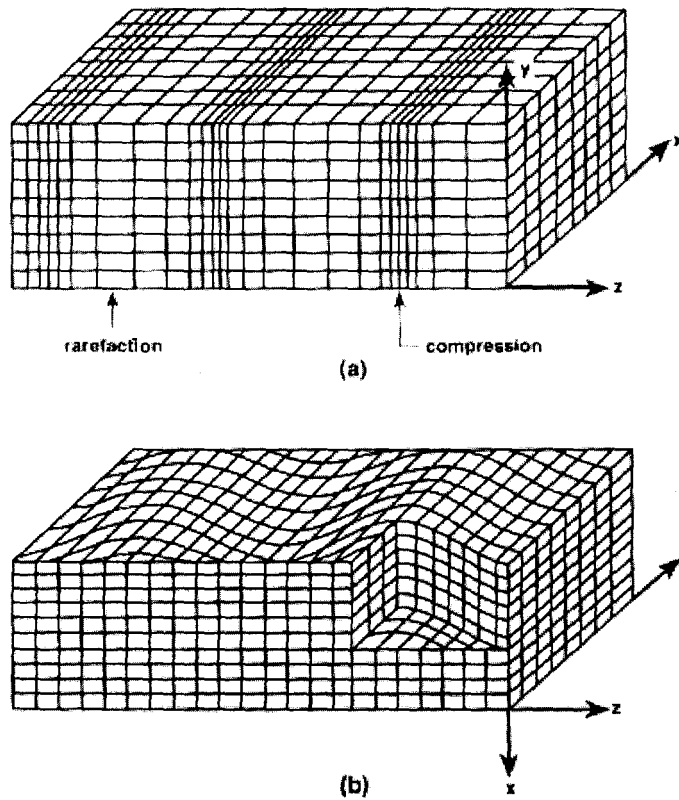 y
x
z
rarefaction
compression
(a)
z
x
(b)